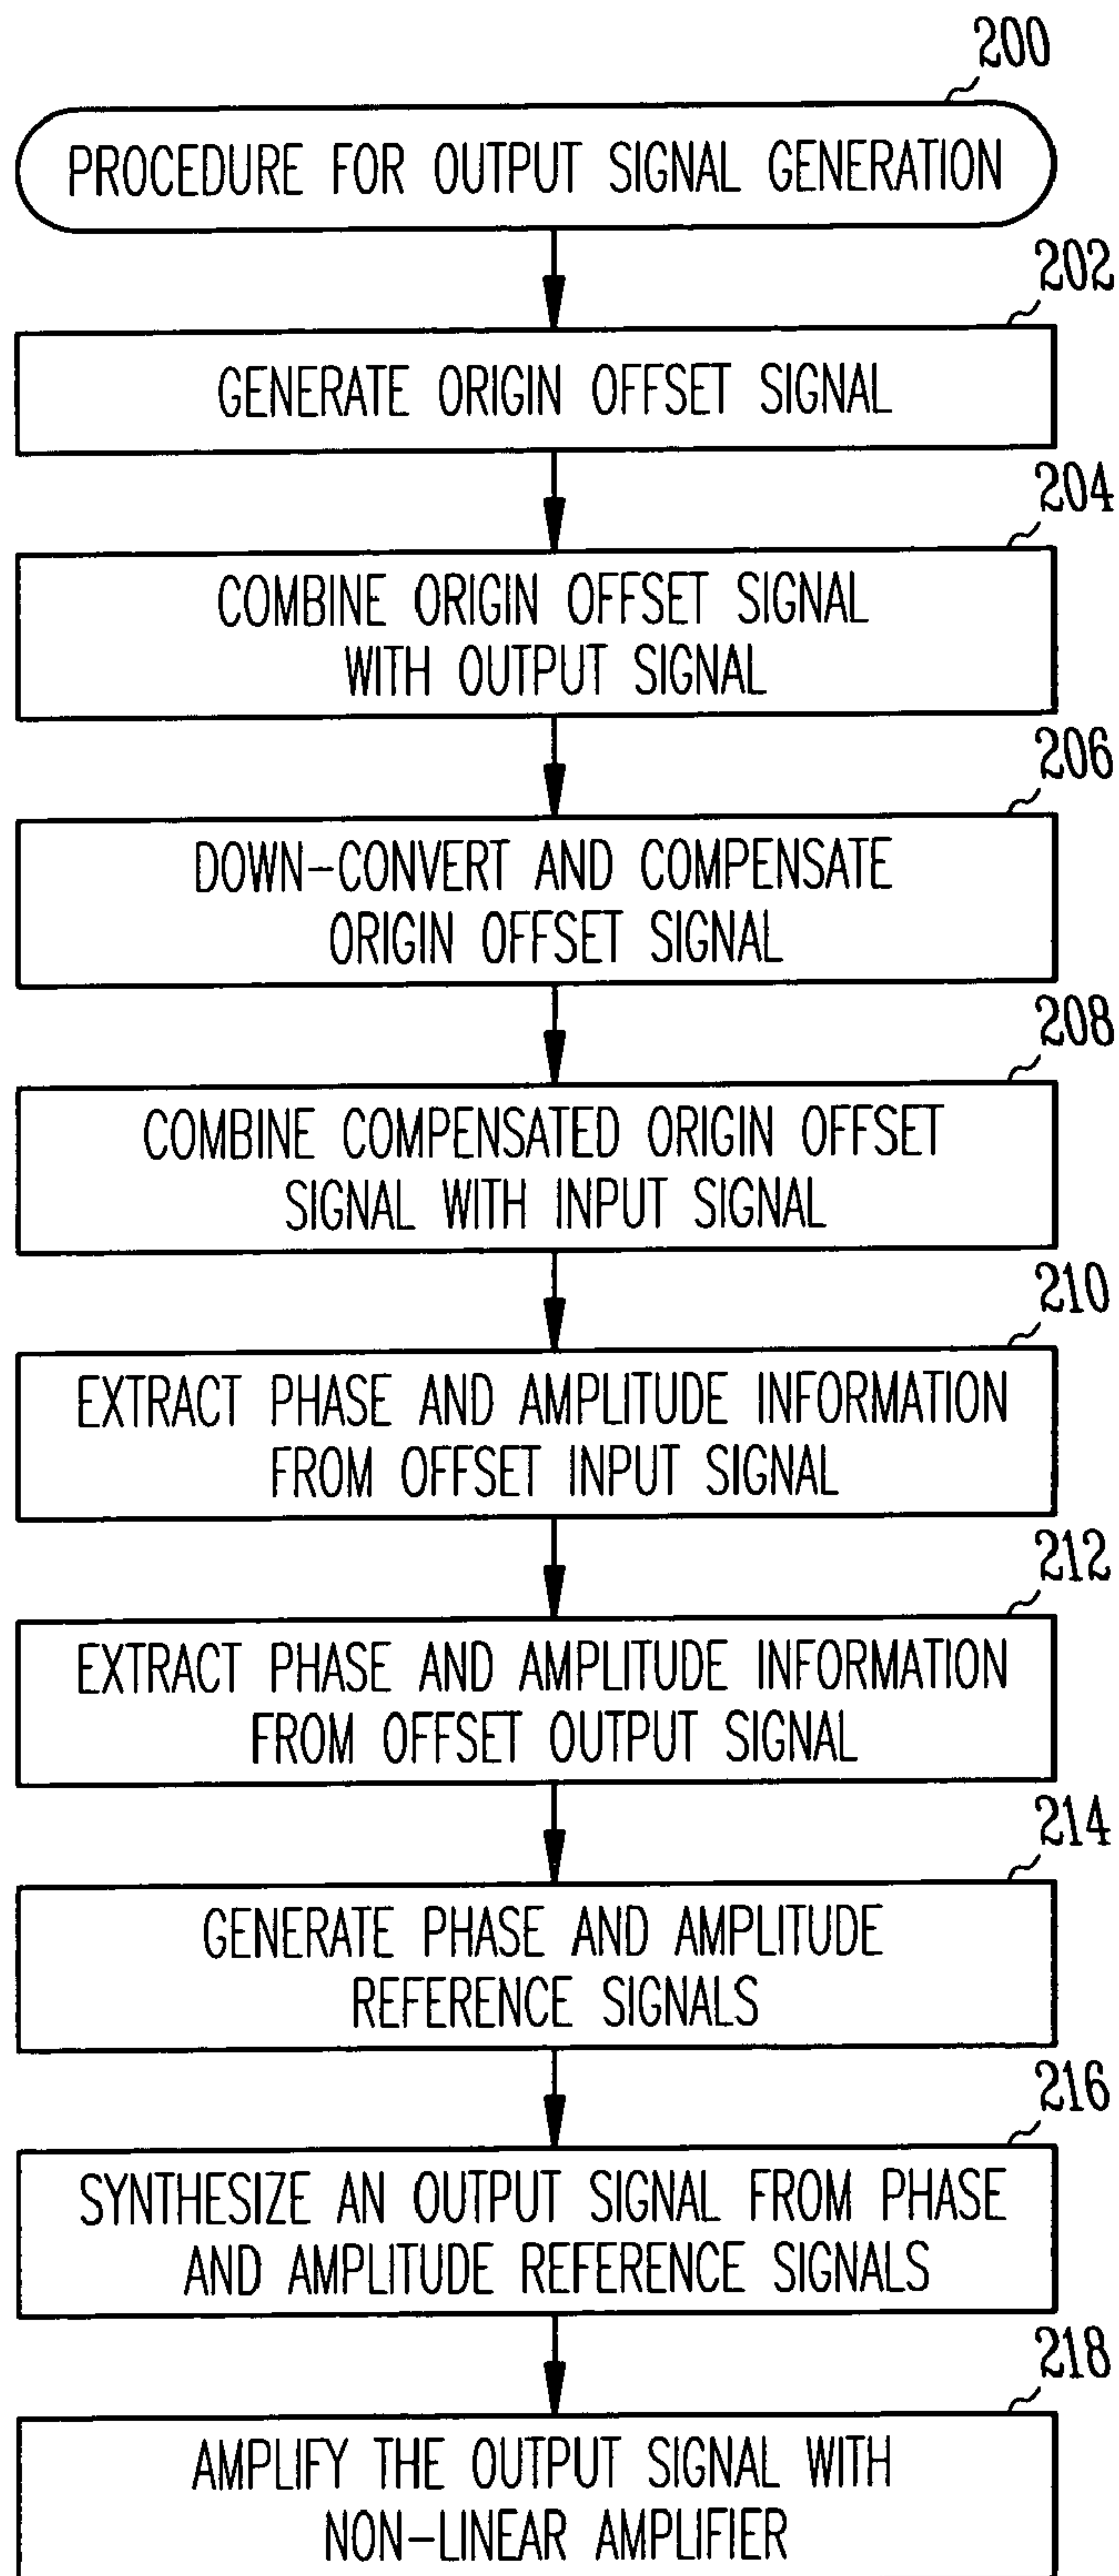 200
PROCEDURE FOR OUTPUT SIGNAL GENERATION
202
GENERATE ORIGIN OFFSET SIGNAL
204
COMBINE ORIGIN OFFSET SIGNAL
WITH OUTPUT SIGNAL
206
DOWN-CONVERT AND COMPENSATE
ORIGIN OFFSET SIGNAL
208
COMBINE COMPENSATED ORIGIN OFFSET
SIGNAL WITH INPUT SIGNAL
210
EXTRACT PHASE AND AMPLITUDE INFORMATION
FROM OFFSET INPUT SIGNAL
212
EXTRACT PHASE AND AMPLITUDE INFORMATION
FROM OFFSET OUTPUT SIGNAL
214
GENERATE PHASE AND AMPLITUDE
REFERENCE SIGNALS
216
SYNTHESIZE AN OUTPUT SIGNAL FROM PHASE
AND AMPLITUDE REFERENCE SIGNALS
218
AMPLIFY THE OUTPUT SIGNAL WITH
NON-LINEAR AMPLIFIER